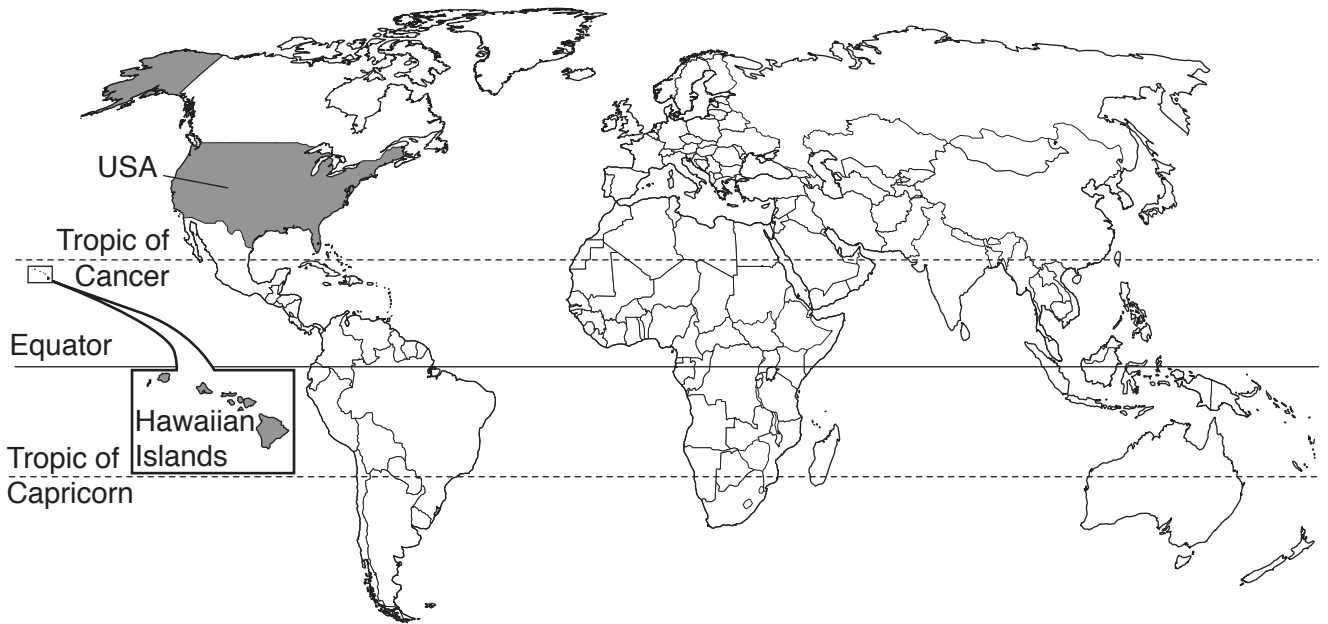 USA
Tropic of
Cancer
Equator
Hawaiian
Islands
Tropic of
Capricorn